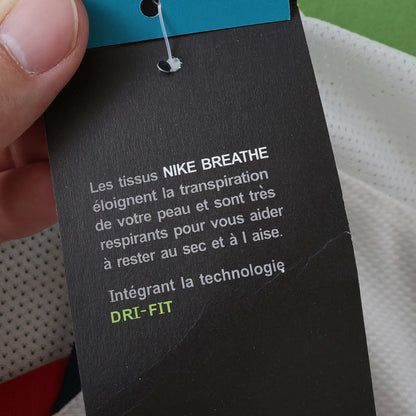 Les tissus NIKE BREATHE
éloignent la transpiration
de votre peau et sont très
respirants pour vous aider
à rester au sec et à l aise.
Intégrant la technologie
DRI-FIT